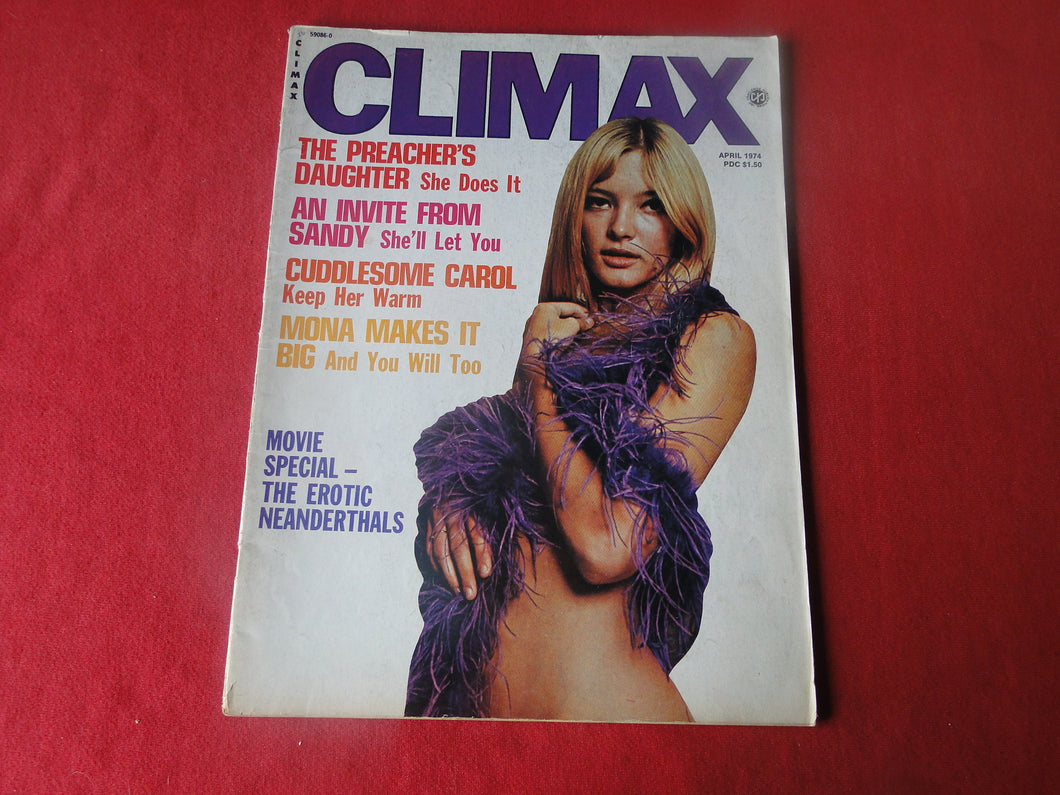 59086-0
CLIMAX
CLIMAX
APRIL 1974
PDC $1.50
THE PREACHER'S
DAUGHTER She Does It
AN INVITE FROM
SANDY She'll Let You
CUDDLESOME CAROL
Keep Her Warm
MONA MAKES IT
BIG And You Will Too
MOVIE
SPECIAL –
THE EROTIC
NEANDERTHALS